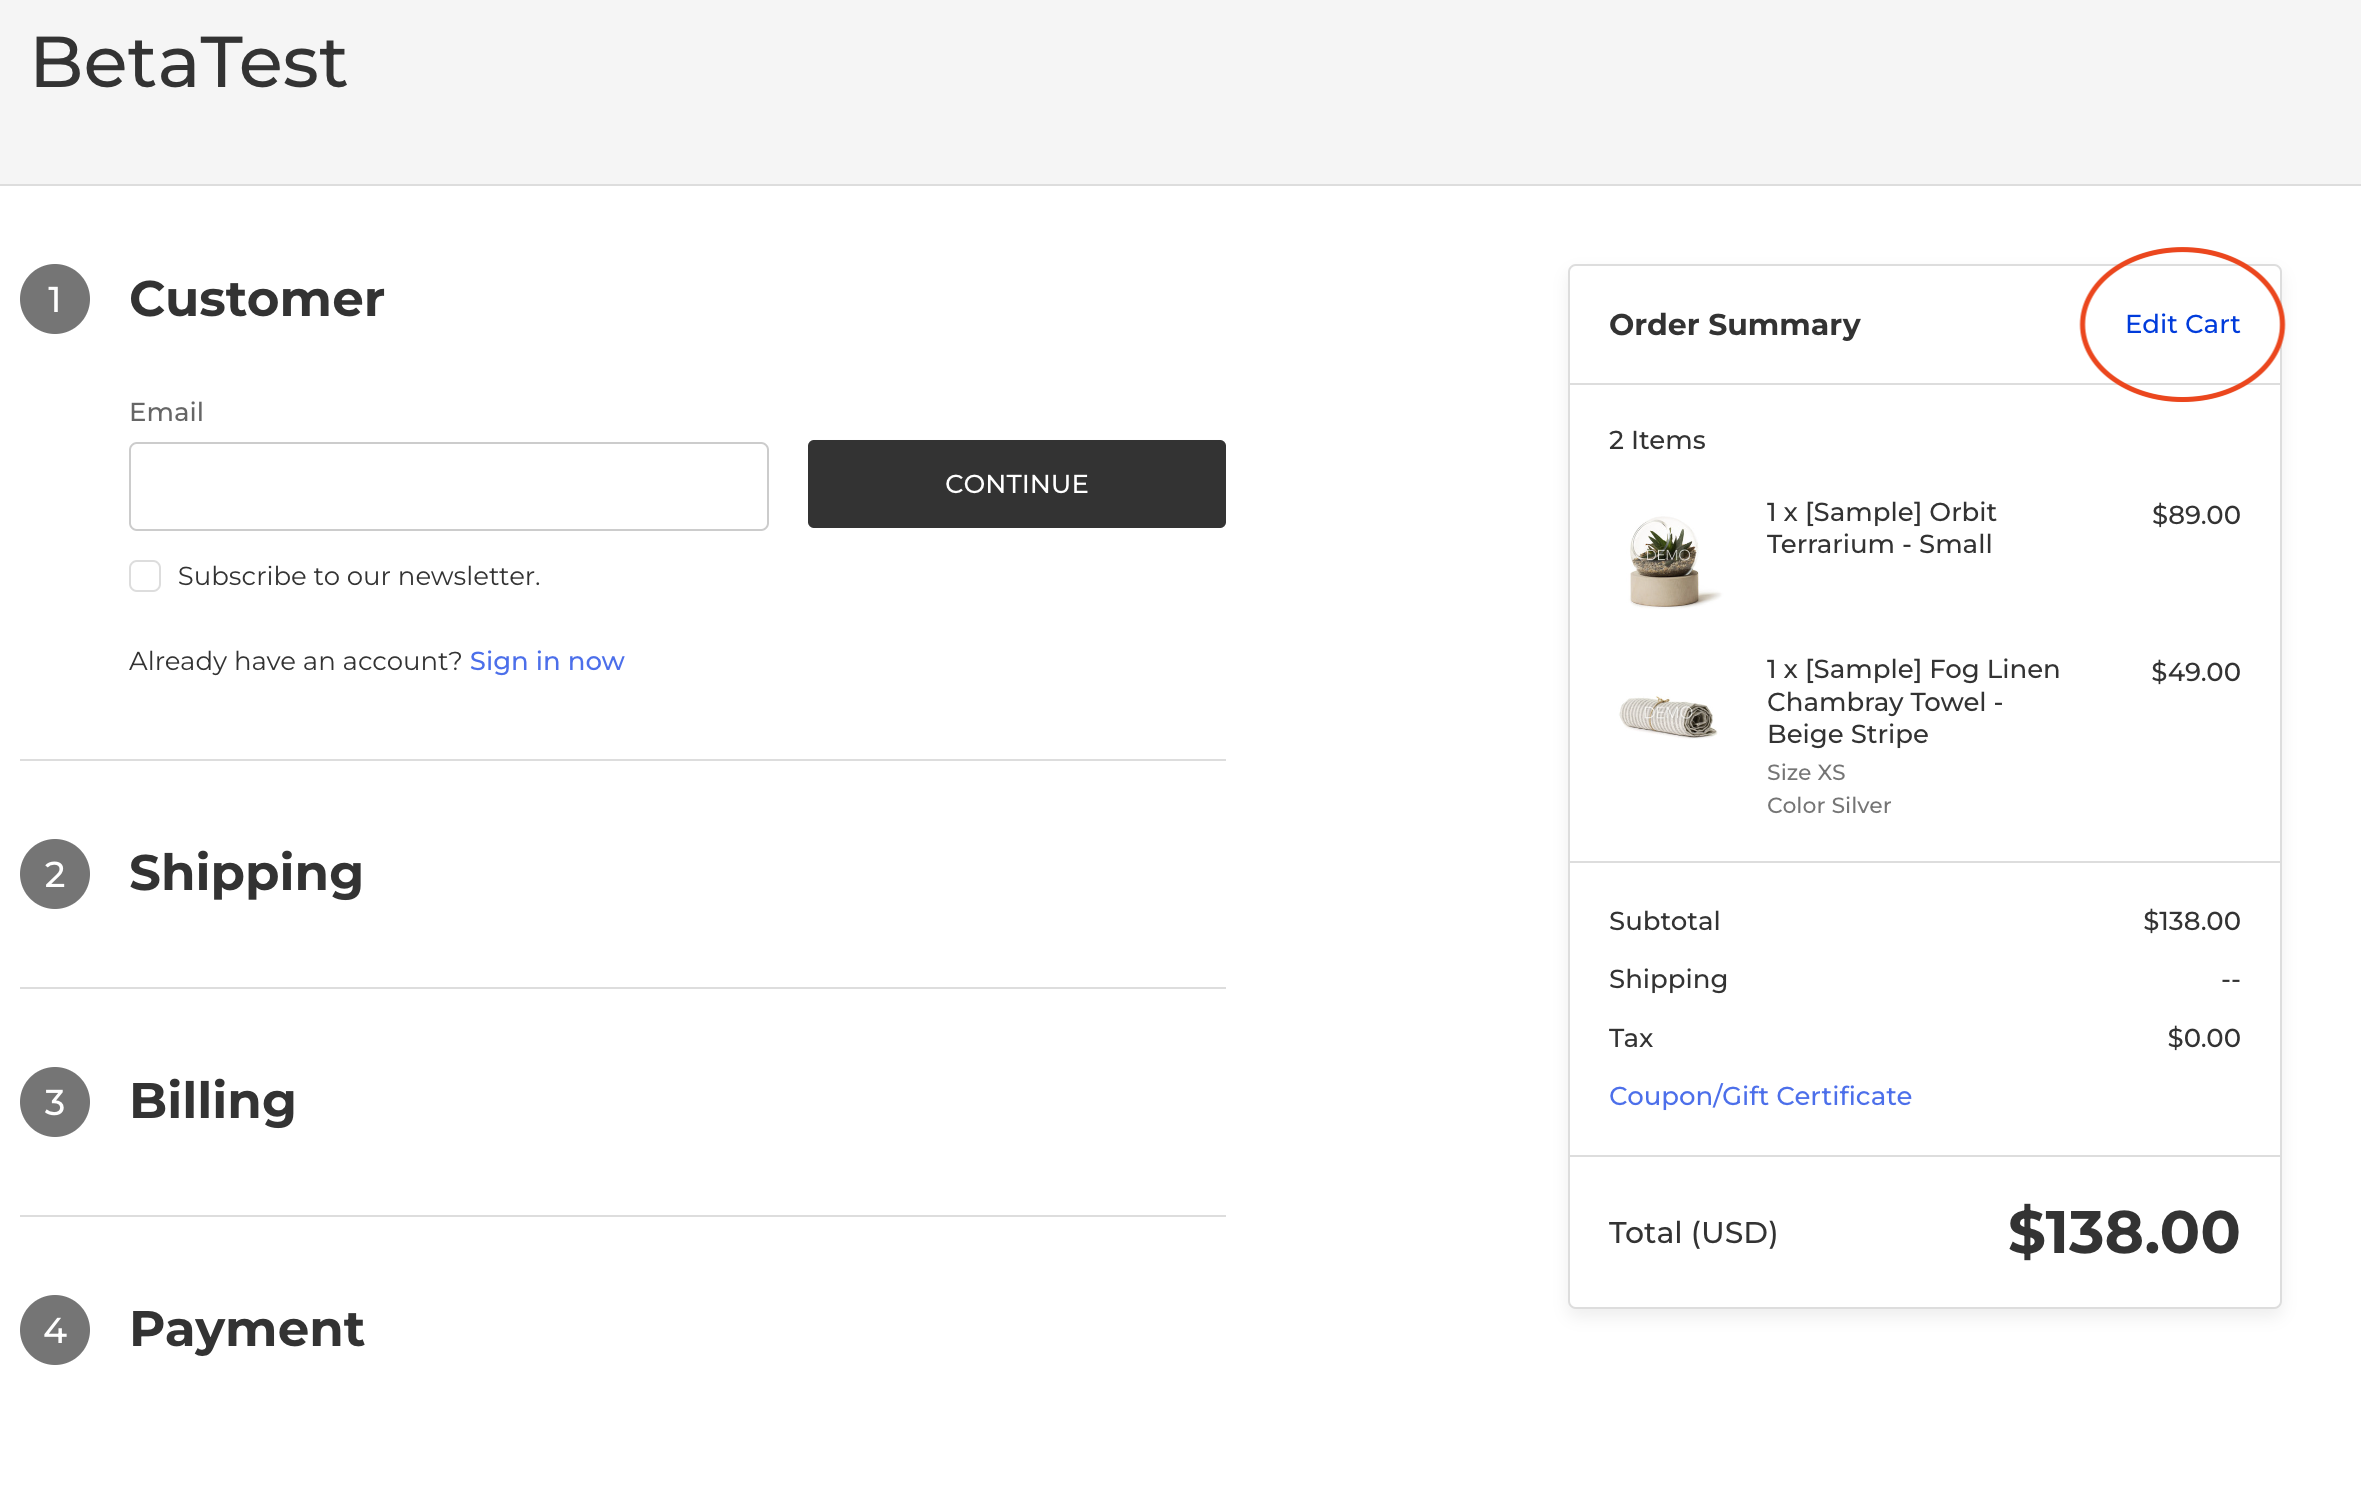 BetaTest
1 Customer
Email
CONTINUE
Subscribe to our newsletter.
Already have an account? Sign in now
2 Shipping
3 Billing
4 Payment
Order Summary Edit Cart
2 Items
DEMO
1 x [Sample] Orbit $89.00
Terrarium - Small
DEMO
1 x [Sample] Fog Linen $49.00
Chambray Towel -
Beige Stripe
Size XS
Color Silver
Subtotal $138.00
Shipping --
Tax $0.00
Coupon/Gift Certificate
Total (USD) $138.00